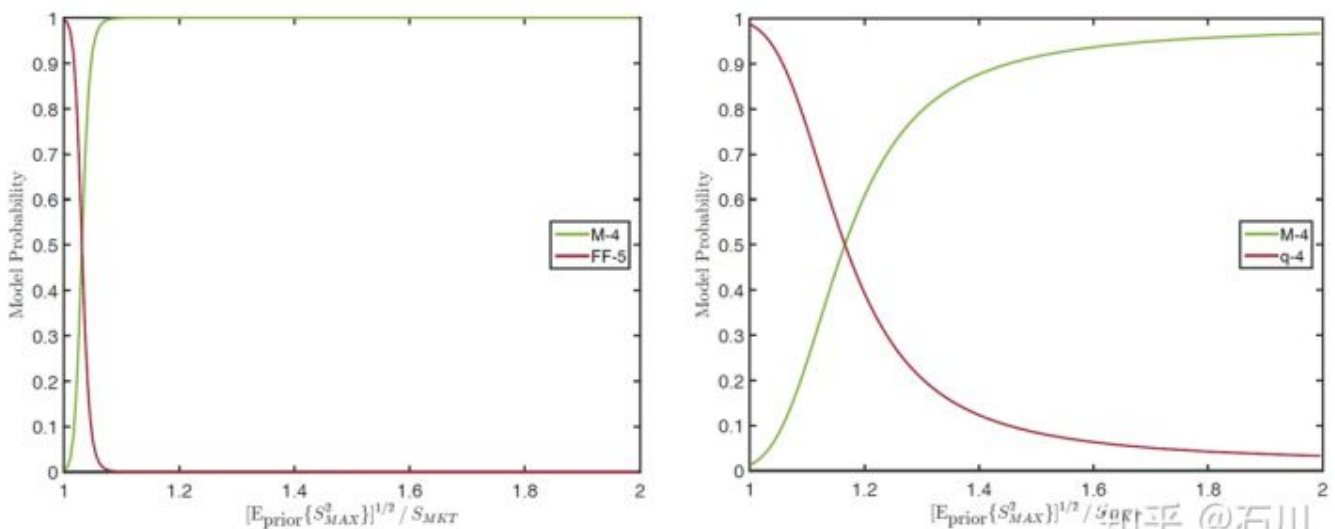 1
0.9
0.8
0.7
0.6
0.5
0.4
0.3
0.2
0.1
0
Model Probability
M-4
FF-5
1 1.2 1.4 1.6 1.8 2
[E_prior{S²_MAX}]^1/2 / S_MKT
1
0.9
0.8
0.7
0.6
0.5
0.4
0.3
0.2
0.1
0
Model Probability
M-4
q-4
1 1.2 1.4 1.6 1.8 2
[E_prior{S²_MAX}]^1/2 /
知乎 @石川